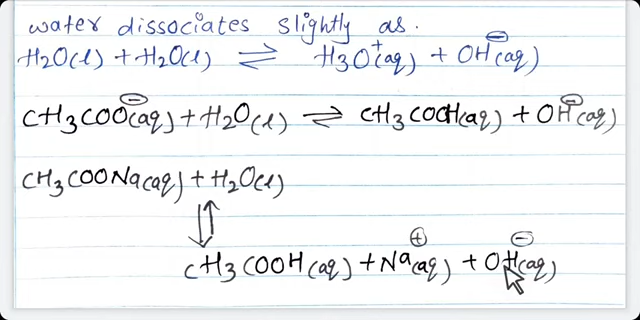 water dissociates slightly as.
H2O(l) + H2O(l) ⇌ H3O⁺(aq) + OH⊖(aq)
CH3COO⊖(aq) + H2O(l) ⇌ CH3COOH(aq) + OH⊖(aq)
CH3COONa(aq) + H2O(l)
⇅
CH3COOH(aq) + Na⊕(aq) + OH⊖(aq)